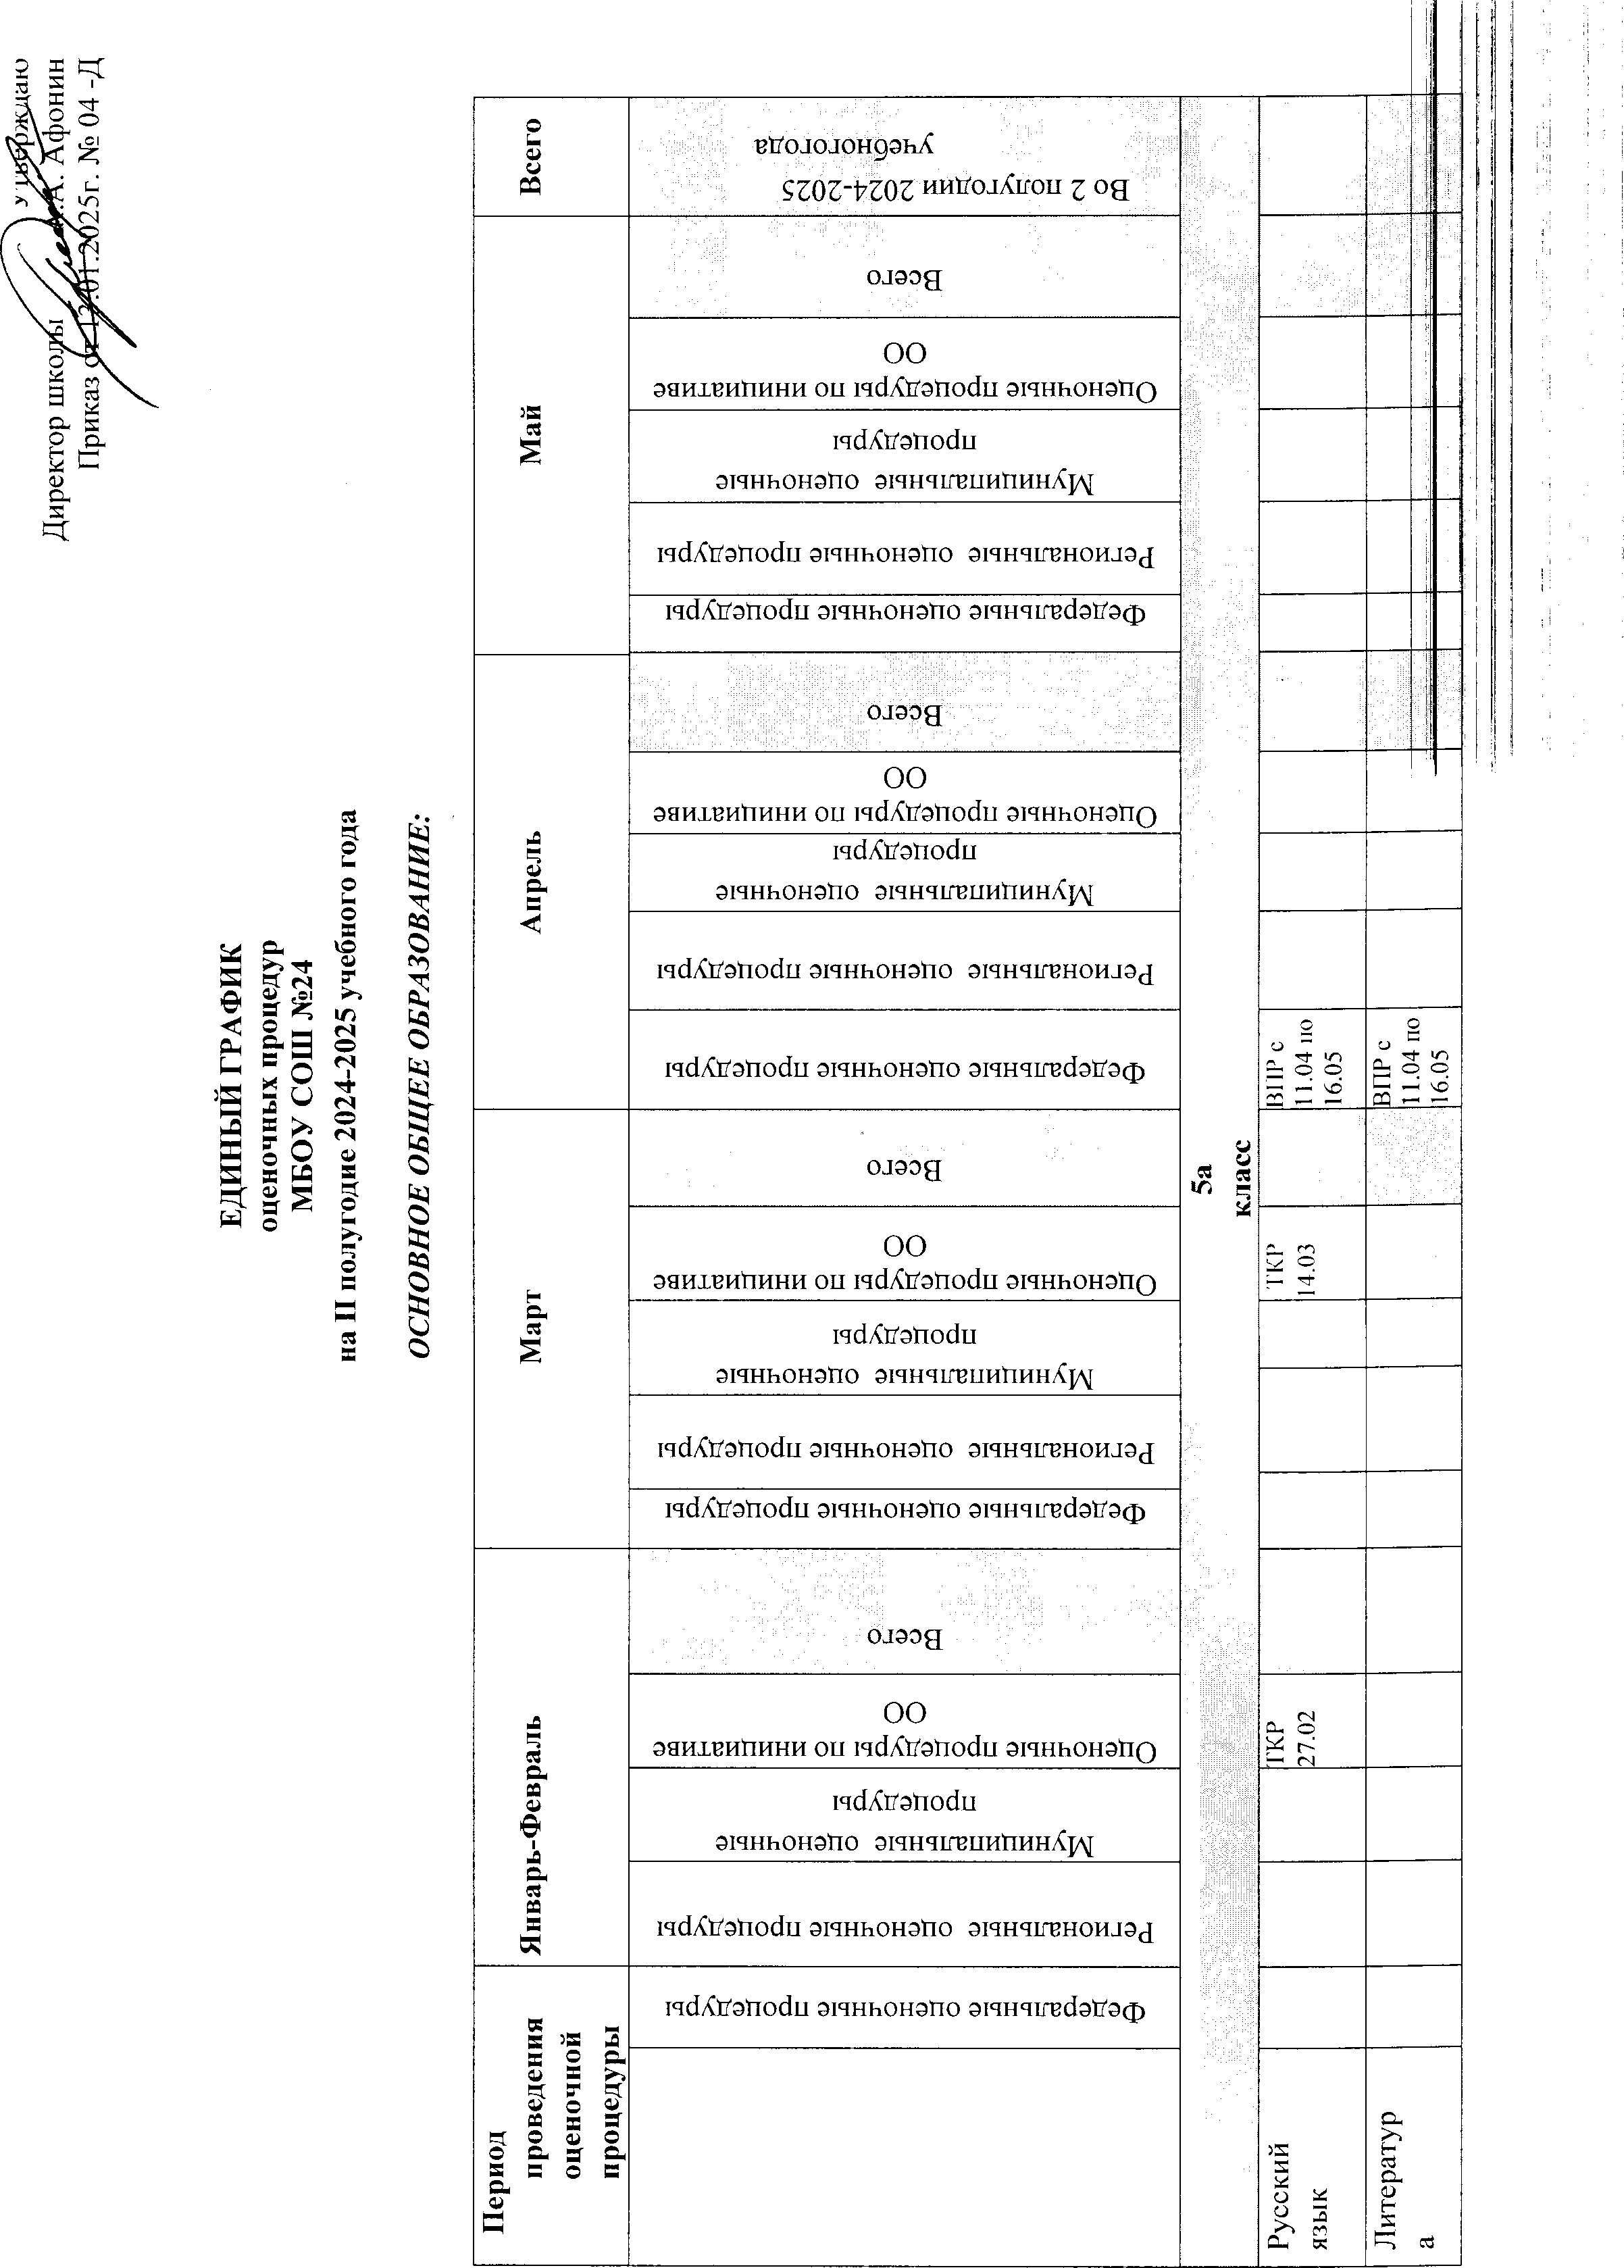 Утверждаю
Директор школы А. Афонин
Приказ от 13.01.2025г. № 04 -Д
ЕДИНЫЙ ГРАФИК
оценочных процедур
МБОУ СОШ №24
на II полугодие 2024-2025 учебного года
ОСНОВНОЕ ОБЩЕЕ ОБРАЗОВАНИЕ:
Период
проведения
оценочной
процедуры
Январь-Февраль
Март
Апрель
Май
Всего
Федеральные оценочные процедуры
Региональные оценочные процедуры
Муниципальные оценочные
процедуры
Оценочные процедуры по инициативе
ОО
Всего
Федеральные оценочные процедуры
Региональные оценочные процедуры
Муниципальные оценочные
процедуры
Оценочные процедуры по инициативе
ОО
Всего
Федеральные оценочные процедуры
Региональные оценочные процедуры
Муниципальные оценочные
процедуры
Оценочные процедуры по инициативе
ОО
Всего
Федеральные оценочные процедуры
Региональные оценочные процедуры
Муниципальные оценочные
процедуры
Оценочные процедуры по инициативе
ОО
Всего
Во 2 полугодии 2024-2025
учебногогода
5а
класс
Русский
язык
ТКР
27.02
ТКР
14.03
ВПР с
11.04 по
16.05
Литератур
а
ВПР с
11.04 по
16.05